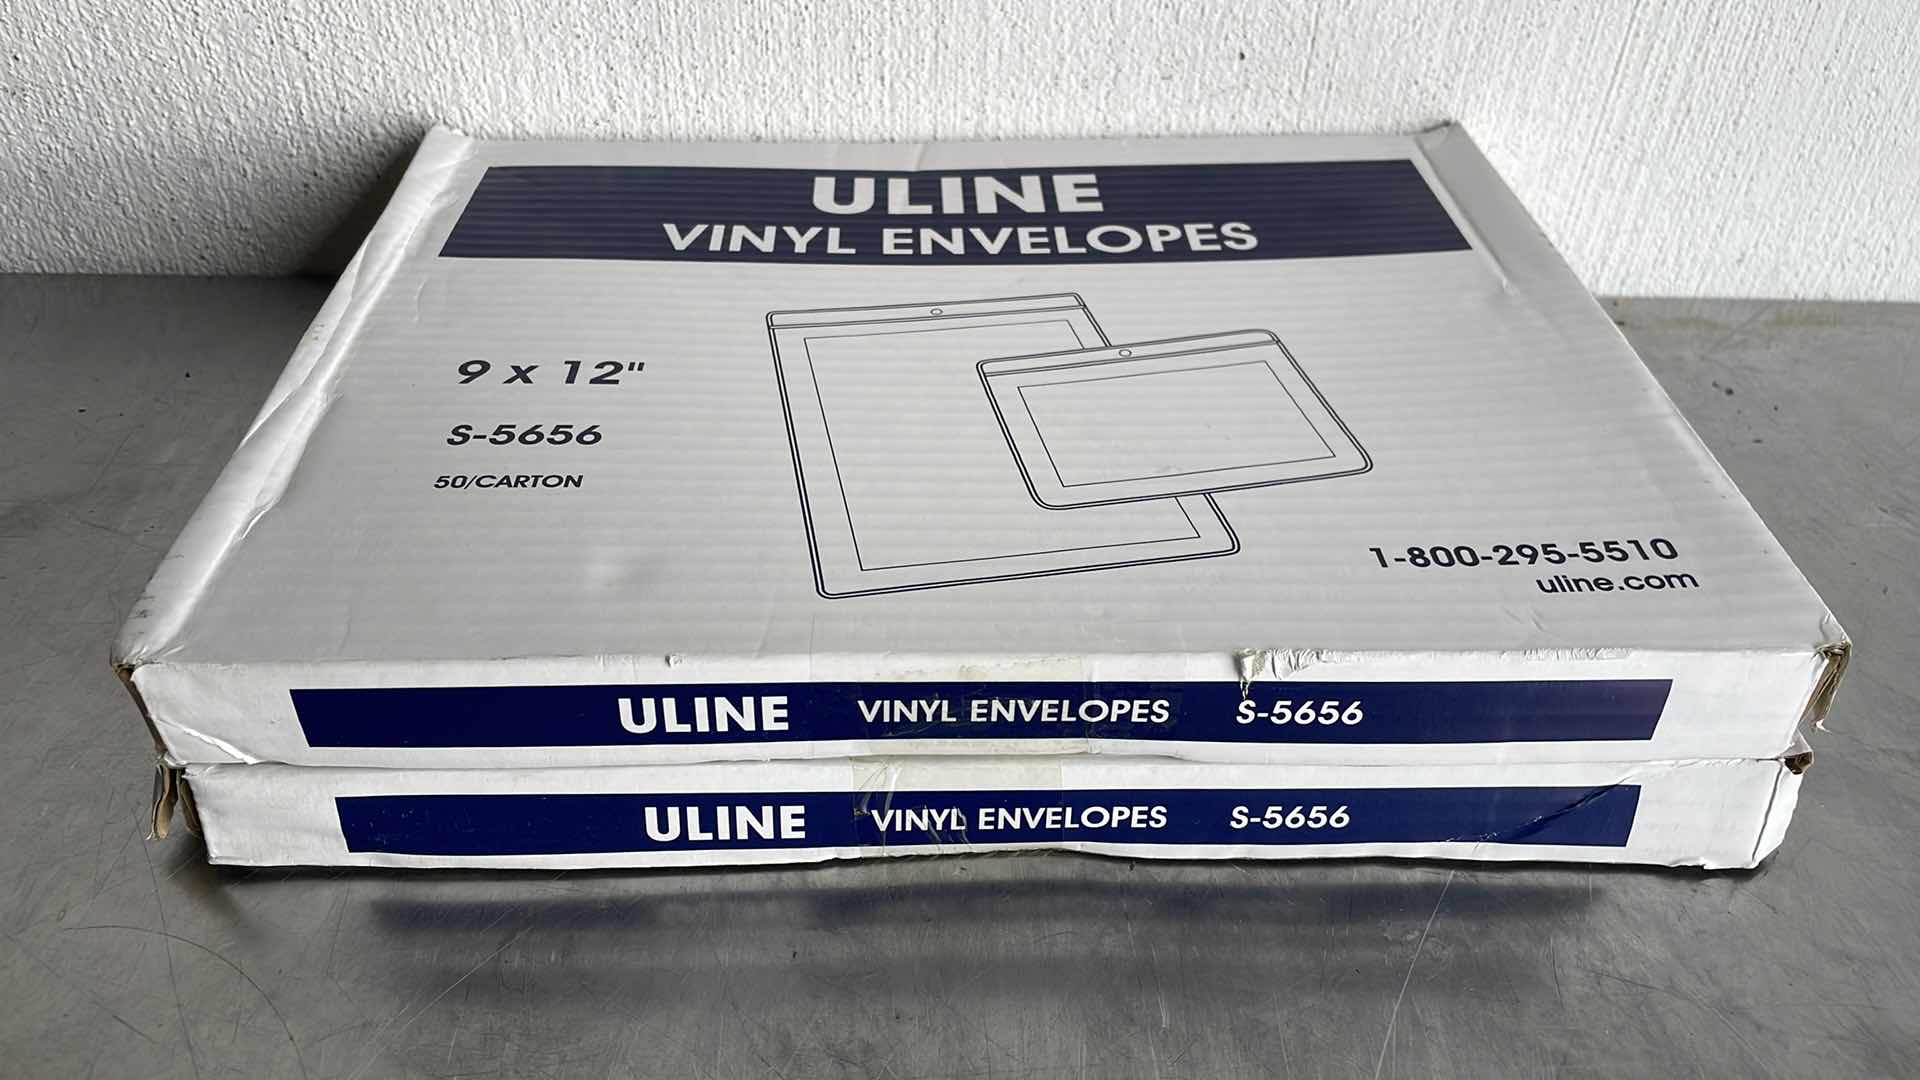 ULINE
VINYL ENVELOPES
9 x 12"
S-5656
50/CARTON
1-800-295-5510
uline.com
ULINE VINYL ENVELOPES S-5656
ULINE VINYL ENVELOPES S-5656